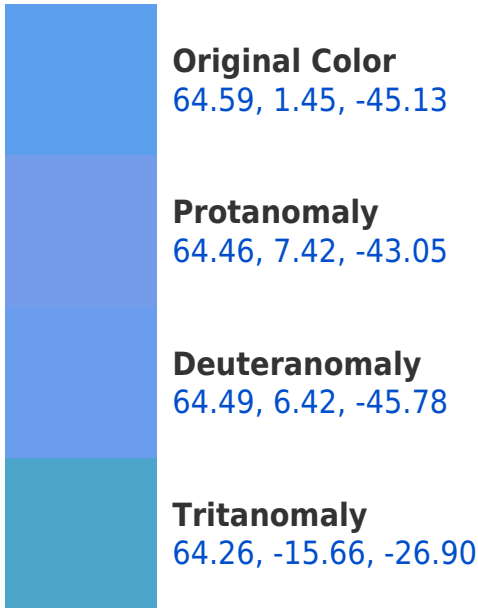 Original Color
64.59, 1.45, -45.13
Protanomaly
64.46, 7.42, -43.05
Deuteranomaly
64.49, 6.42, -45.78
Tritanomaly
64.26, -15.66, -26.90